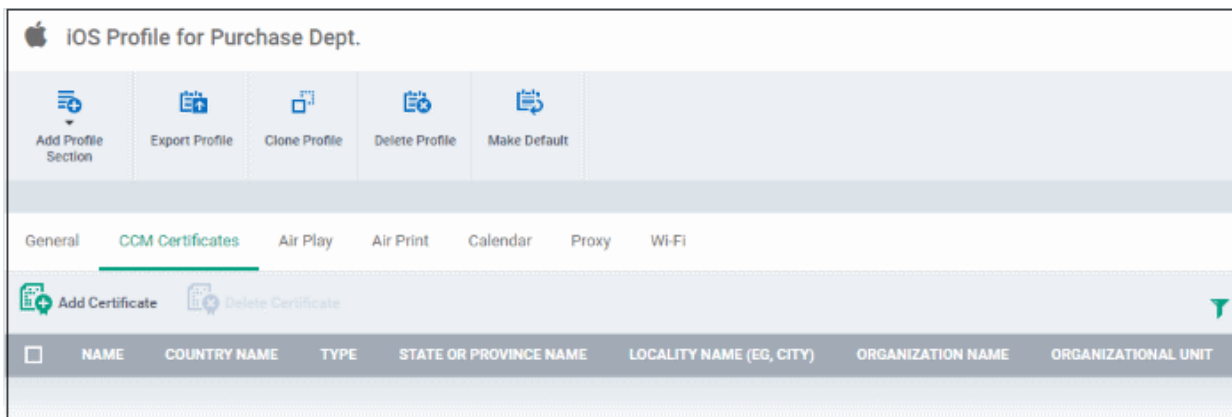 iOS Profile for Purchase Dept.
Add Profile Section
Export Profile
Clone Profile
Delete Profile
Make Default
General CCM Certificates Air Play Air Print Calendar Proxy Wi-Fi
Add Certificate Delete Certificate
NAME COUNTRY NAME TYPE STATE OR PROVINCE NAME LOCALITY NAME (EG, CITY) ORGANIZATION NAME ORGANIZATIONAL UNIT